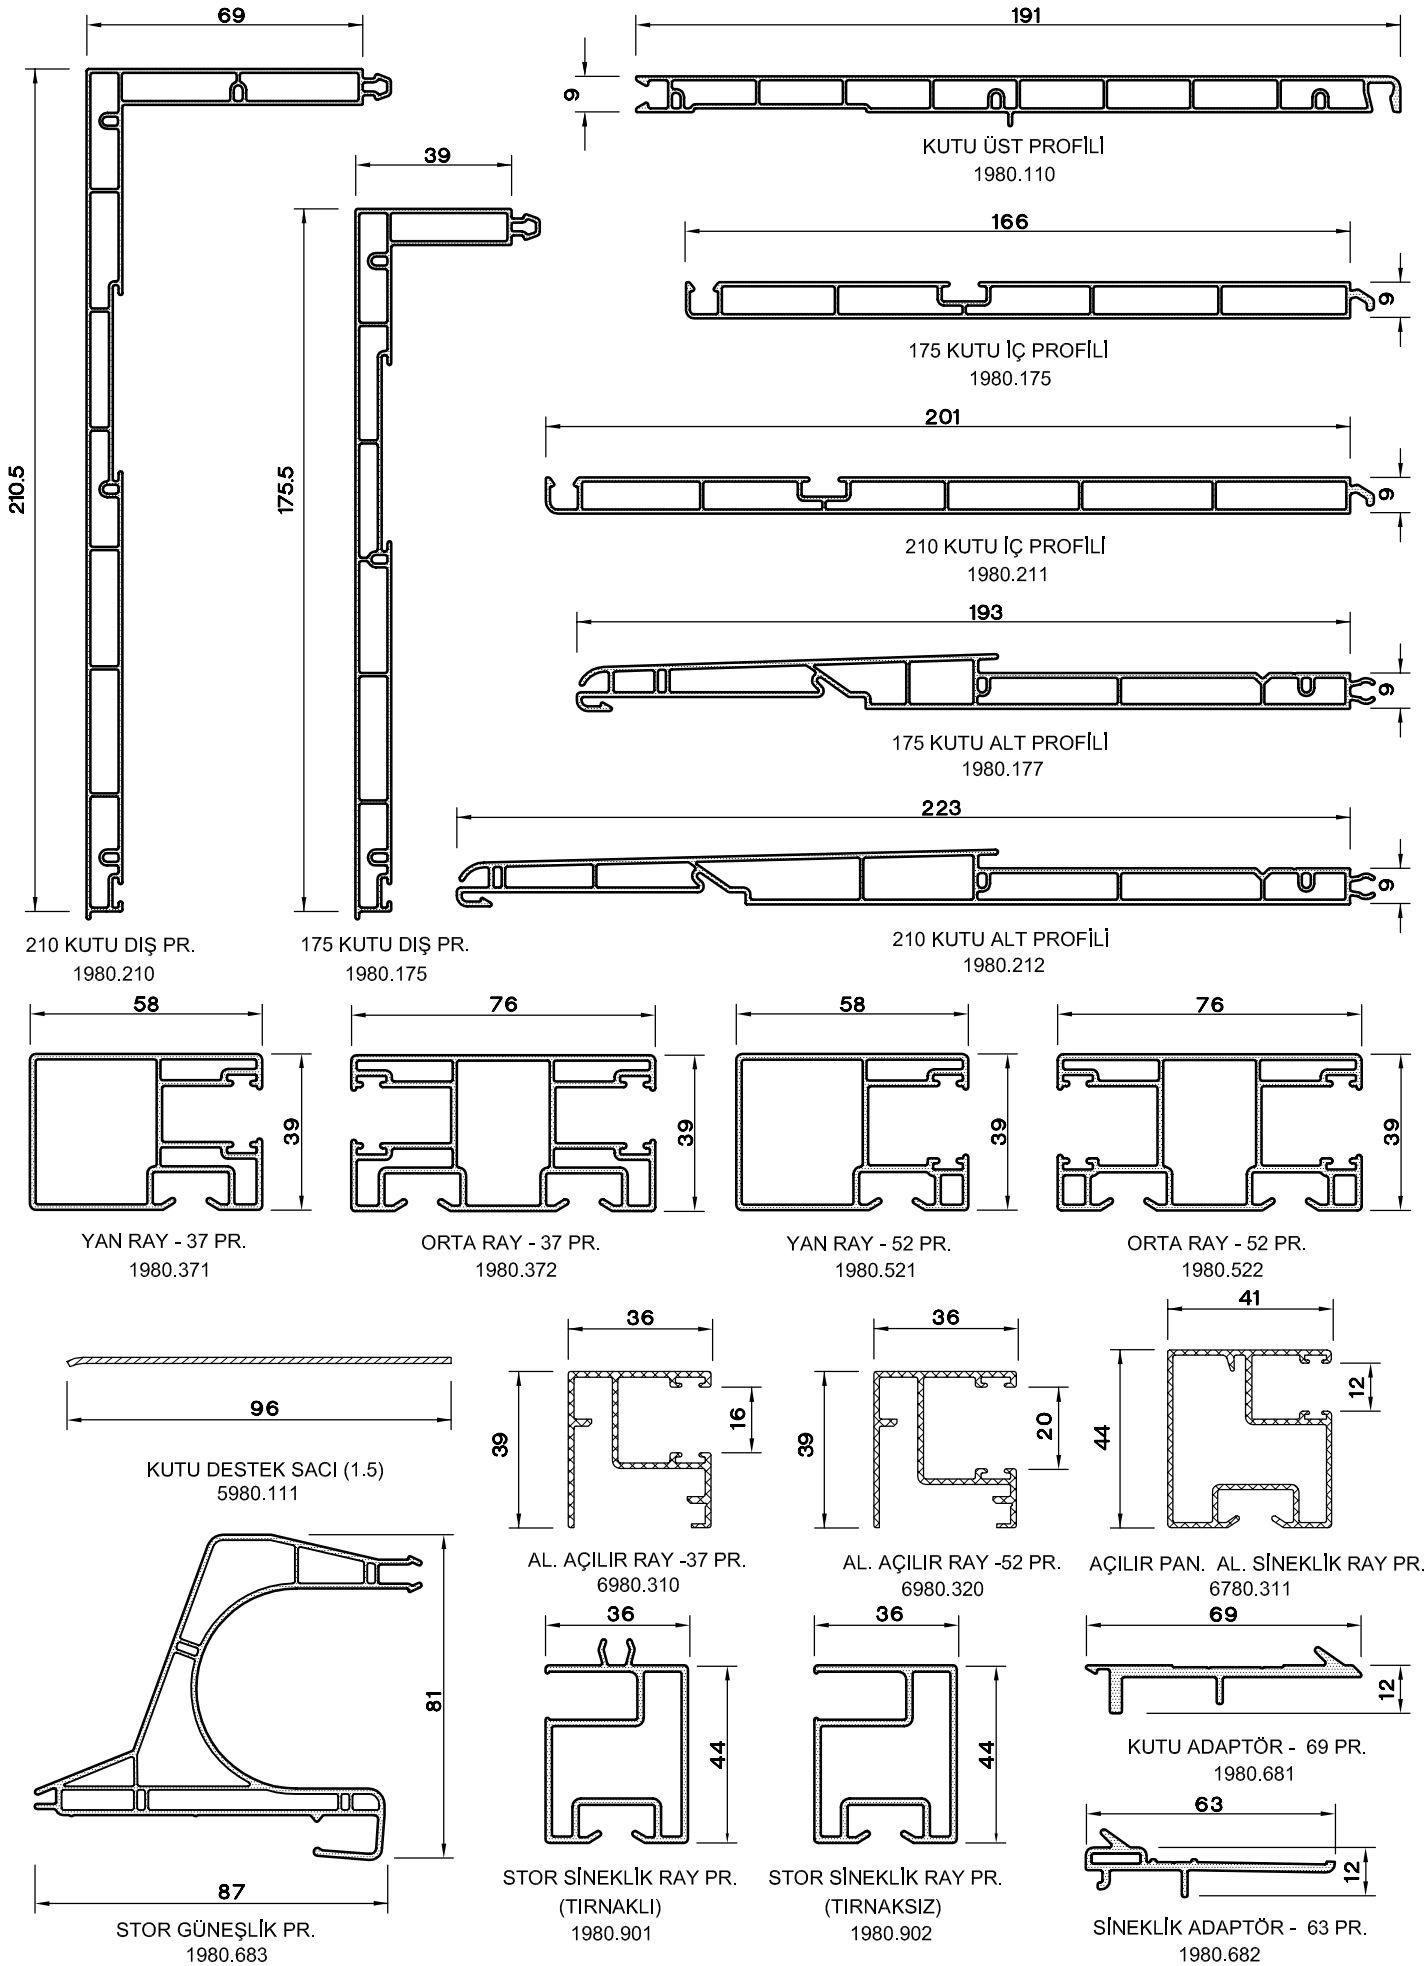 69
191
9
KUTU ÜST PROFİLİ
1980.110
39
166
9
175 KUTU İÇ PROFİLİ
1980.175
201
210.5
175.5
9
210 KUTU İÇ PROFİLİ
1980.211
193
9
175 KUTU ALT PROFİLİ
1980.177
223
9
210 KUTU DIŞ PR.
1980.210
175 KUTU DIŞ PR.
1980.175
210 KUTU ALT PROFİLİ
1980.212
58
76
58
76
39
39
39
39
YAN RAY - 37 PR.
1980.371
ORTA RAY - 37 PR.
1980.372
YAN RAY - 52 PR.
1980.521
ORTA RAY - 52 PR.
1980.522
96
KUTU DESTEK SACI (1.5)
5980.111
36
39
16
AL. AÇILIR RAY -37 PR.
6980.310
36
39
20
AL. AÇILIR RAY -52 PR.
6980.320
41
44
12
AÇILIR PAN. AL. SİNEKLİK RAY PR.
6780.311
81
87
STOR GÜNEŞLİK PR.
1980.683
36
44
STOR SİNEKLİK RAY PR.
(TIRNAKLI)
1980.901
36
44
STOR SİNEKLİK RAY PR.
(TIRNAKSIZ)
1980.902
69
12
KUTU ADAPTÖR - 69 PR.
1980.681
63
12
SİNEKLİK ADAPTÖR - 63 PR.
1980.682